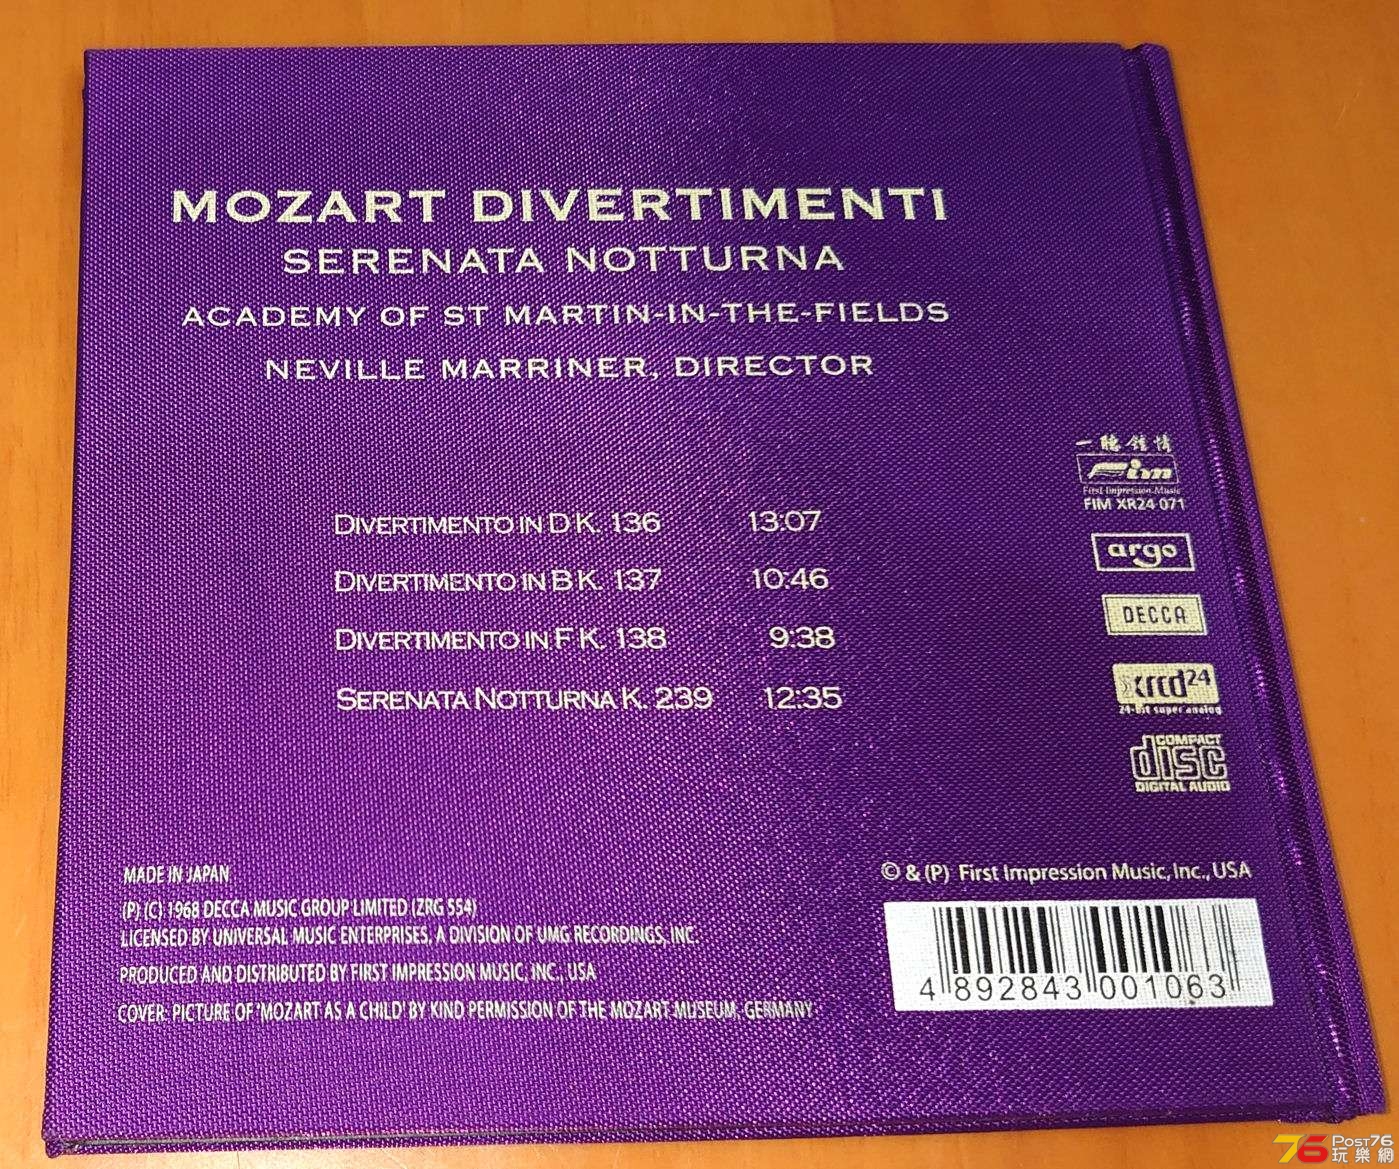 MOZART DIVERTIMENTI
SERENATA NOTTURNA
ACADEMY OF ST MARTIN-IN-THE-FIELDS
NEVILLE MARRINER, DIRECTOR
DIVERTIMENTO IN D K. 136 13:07
DIVERTIMENTO IN B K. 137 10:46
DIVERTIMENTO IN F K. 138 9:38
SERENATA NOTTURNA K. 239 12:35
一聽鍾情
Fim
First Impression Music
FIM XR24 071
argo
DECCA
xrcd24
24-bit super analog
COMPACT
disc
DIGITAL AUDIO
MADE IN JAPAN
(P) (C) 1968 DECCA MUSIC GROUP LIMITED (ZRG 554)
LICENSED BY UNIVERSAL MUSIC ENTERPRISES, A DIVISION OF UMG RECORDINGS, INC.
PRODUCED AND DISTRIBUTED BY FIRST IMPRESSION MUSIC, INC., USA
COVER: PICTURE OF 'MOZART AS A CHILD' BY KIND PERMISSION OF THE MOZART MUSEUM, GERMANY
© & (P) First Impression Music, Inc., USA
4 892843 001063
76 Post76
玩樂網